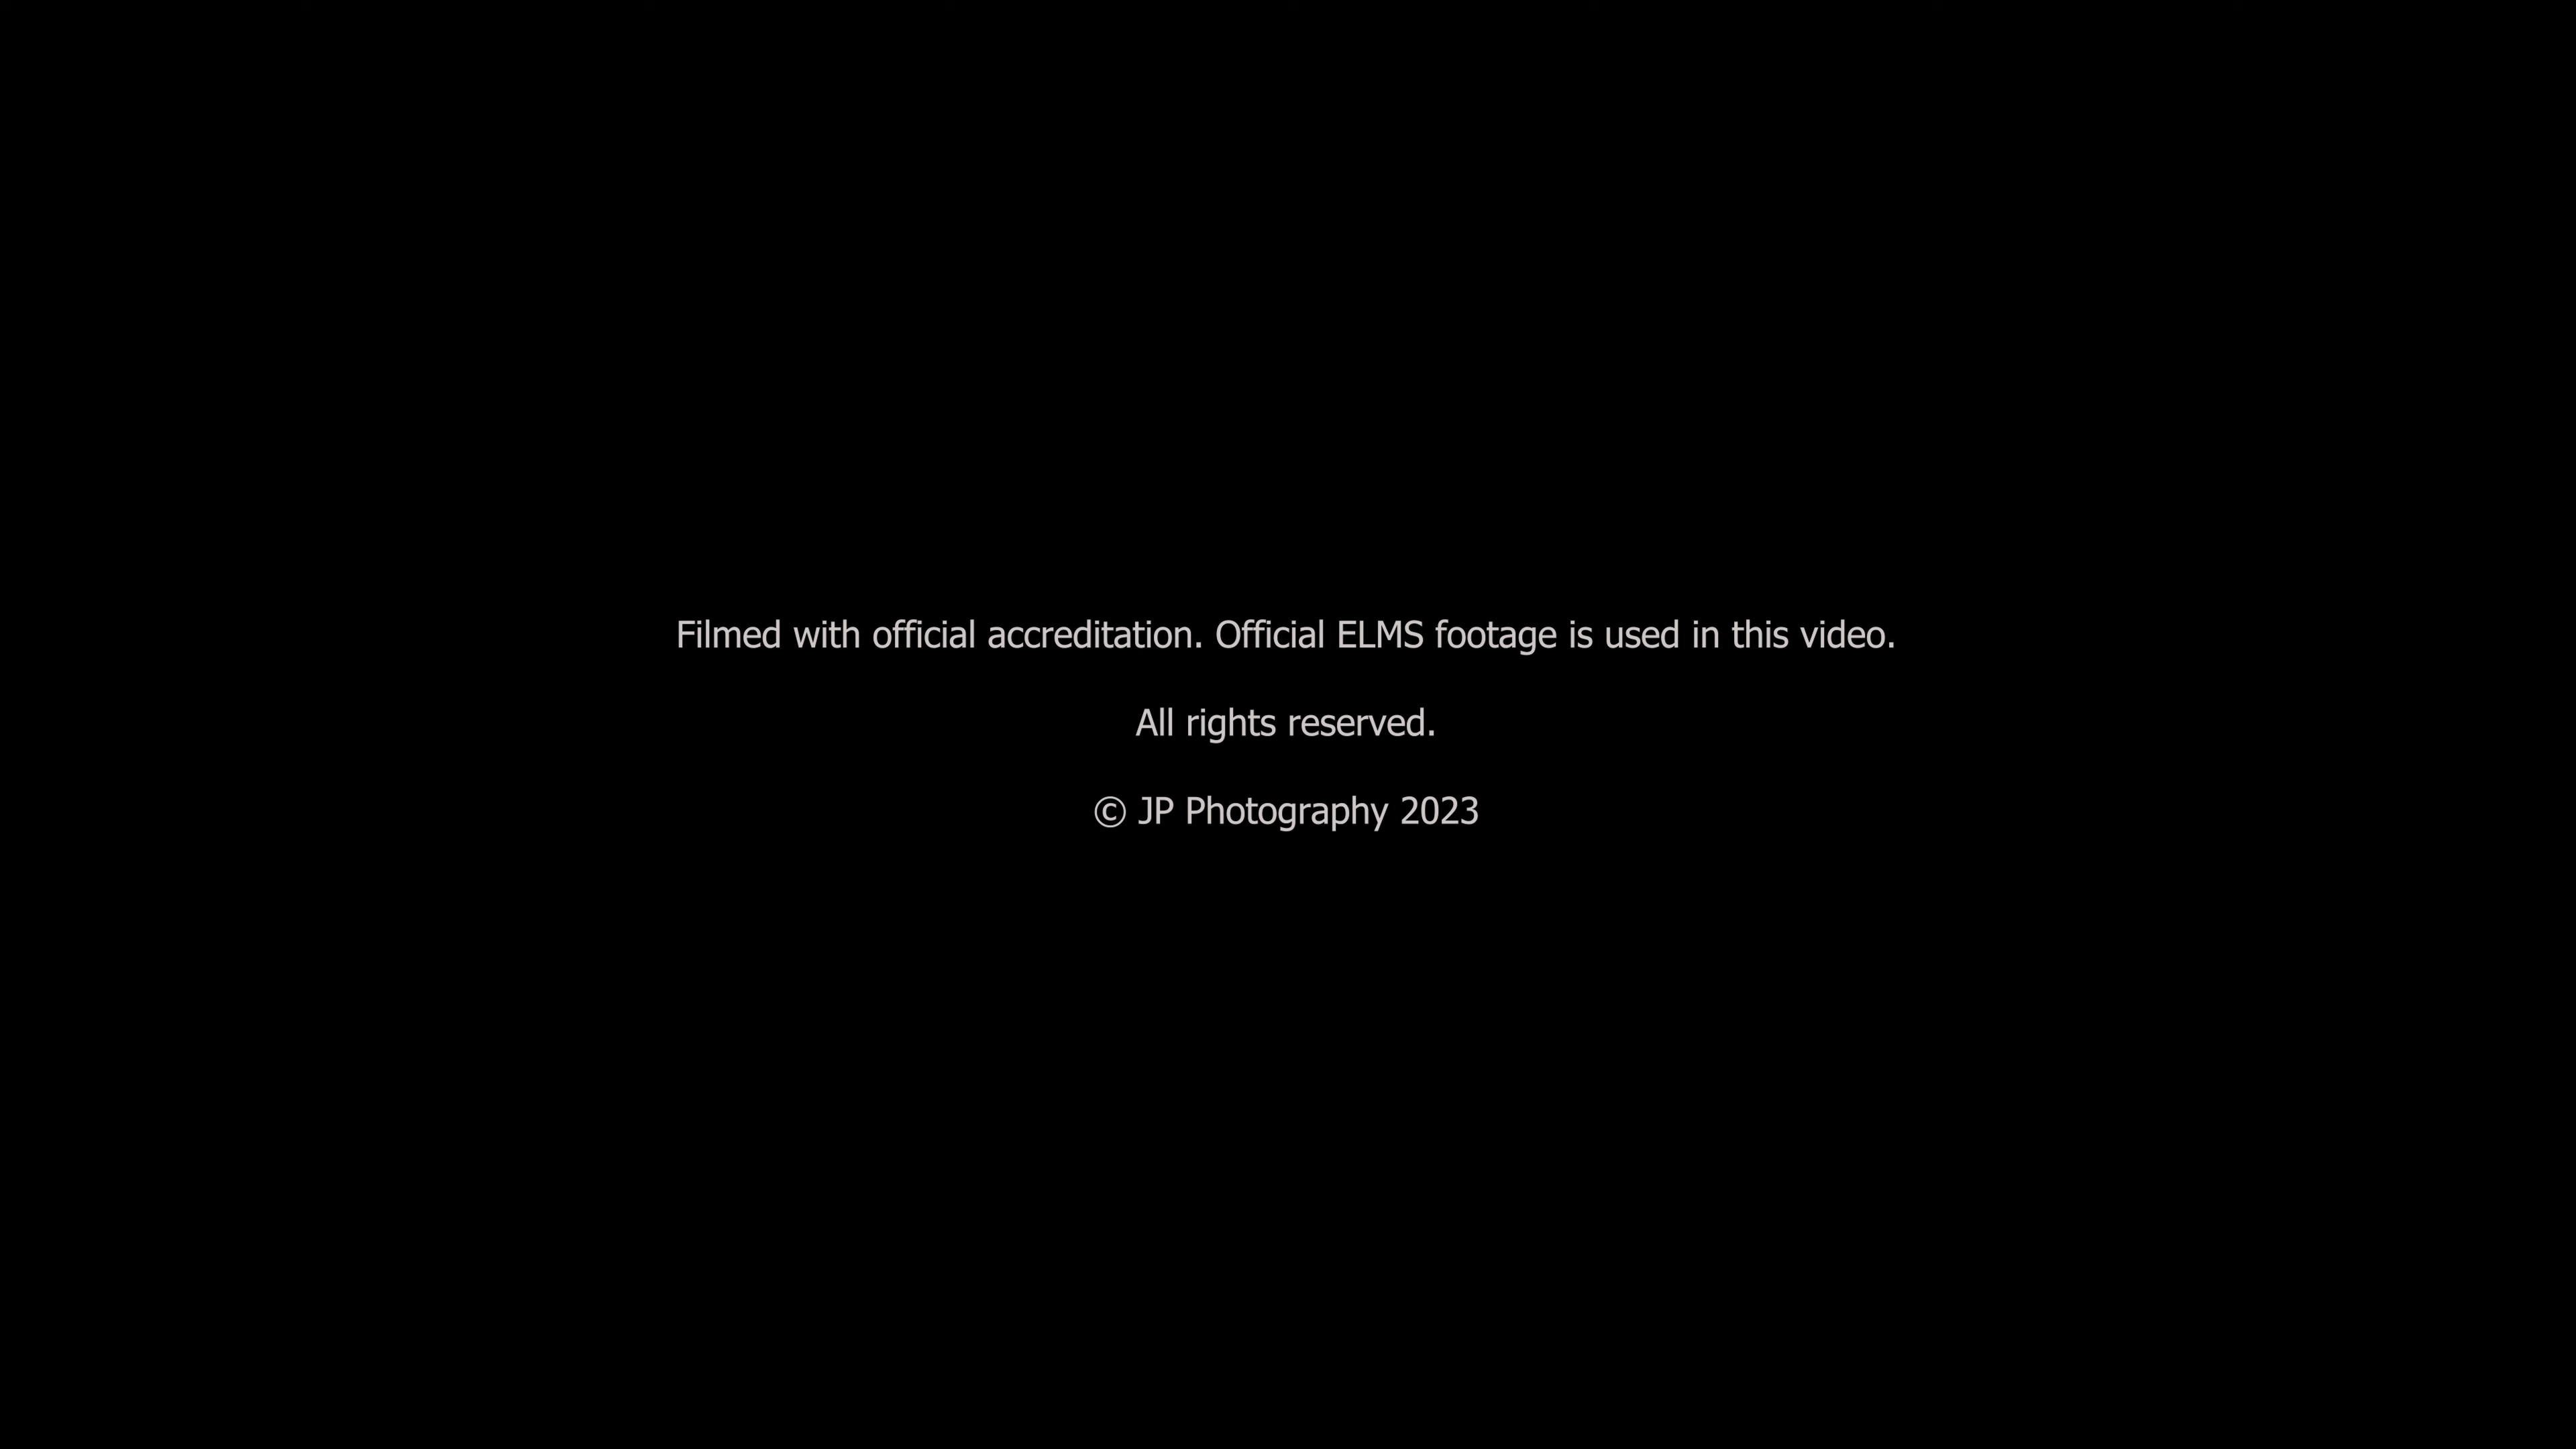 Filmed with official accreditation. Official ELMS footage is used in this video.
All rights reserved.
© JP Photography 2023